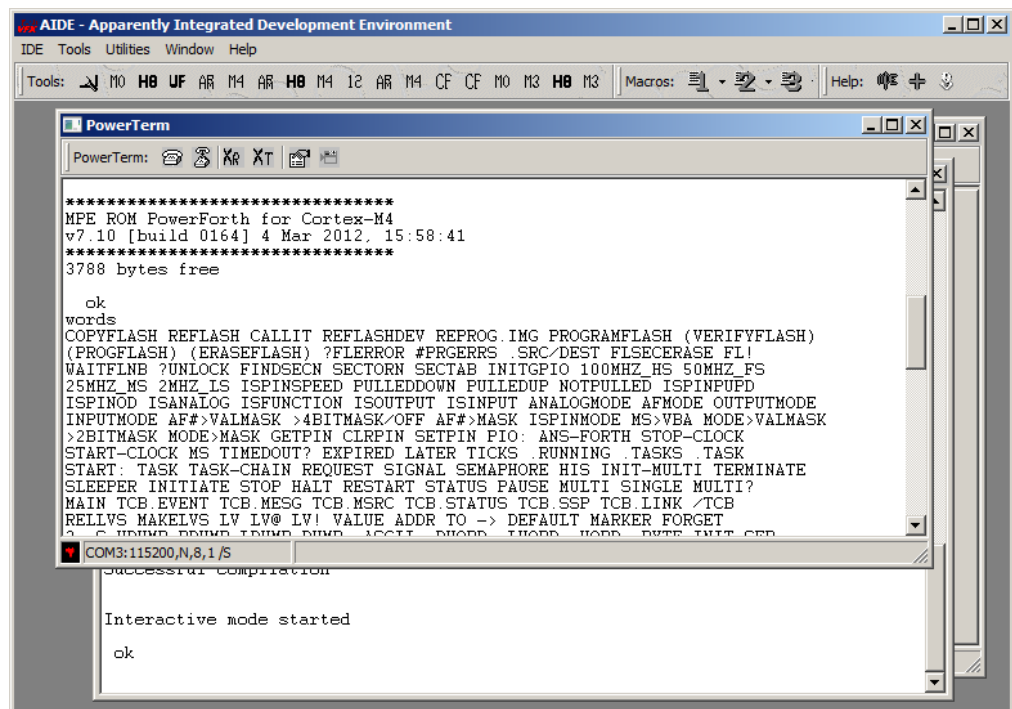 AIDE - Apparently Integrated Development Environment
IDE Tools Utilities Window Help
Tools: M0 H8 UF AR M4 AR H8 M4 12 AR M4 CF CF M0 M3 H8 M3 Macros: 1 2 3 Help:
PowerTerm
PowerTerm: XR XT
*********************************
MPE ROM PowerForth for Cortex-M4
v7.10 [build 0164] 4 Mar 2012, 15:58:41
*********************************
3788 bytes free
ok
words
COPYFLASH REFLASH CALLIT REFLASHDEV REPROG.IMG PROGRAMFLASH (VERIFYFLASH)
(PROGFLASH) (ERASEFLASH) ?FLERROR #PRGERRS .SRC/DEST FLSECERASE FL!
WAITFLNB ?UNLOCK FINDSECN SECTORN SECTAB INITGPIO 100MHZ_HS 50MHZ_FS
25MHZ_MS 2MHZ_LS ISPINSPEED PULLEDDOWN PULLEDUP NOTPULLED ISPINPUPD
ISPINOD ISANALOG ISFUNCTION ISOUTPUT ISINPUT ANALOGMODE AFMODE OUTPUTMODE
INPUTMODE AF#>VALMASK >4BITMASK/OFF AF#>MASK ISPINMODE MS>VBA MODE>VALMASK
>2BITMASK MODE>MASK GETPIN CLRPIN SETPIN PIO: ANS-FORTH STOP-CLOCK
START-CLOCK MS TIMEDOUT? EXPIRED LATER TICKS .RUNNING .TASKS .TASK
START: TASK TASK-CHAIN REQUEST SIGNAL SEMAPHORE HIS INIT-MULTI TERMINATE
SLEEPER INITIATE STOP HALT RESTART STATUS PAUSE MULTI SINGLE MULTI?
MAIN TCB.EVENT TCB.MESG TCB.MSRC TCB.STATUS TCB.SSP TCB.LINK /TCB
RELLVS MAKELVS LV LV@ LV! VALUE ADDR TO -> DEFAULT MARKER FORGET
COM3:115200,N,8,1 /S
Successful compilation
Interactive mode started
ok